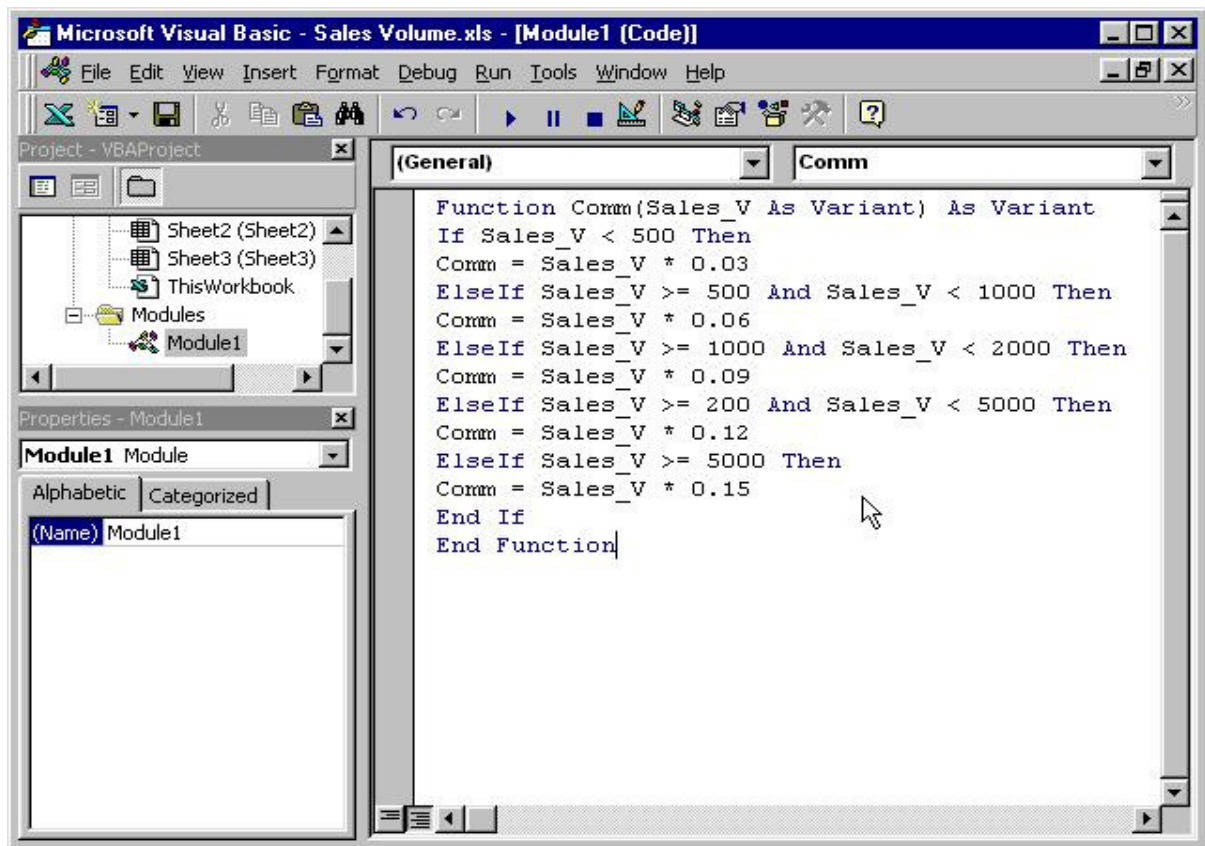 Microsoft Visual Basic - Sales Volume.xls - [Module1 (Code)]
File Edit View Insert Format Debug Run Tools Window Help
Project - VBAProject
Sheet2 (Sheet2)
Sheet3 (Sheet3)
ThisWorkbook
Modules
Module1
Properties - Module1
Module1 Module
Alphabetic Categorized
(Name) Module1
(General) Comm
Function Comm(Sales_V As Variant) As Variant
If Sales_V < 500 Then
Comm = Sales_V * 0.03
ElseIf Sales_V >= 500 And Sales_V < 1000 Then
Comm = Sales_V * 0.06
ElseIf Sales_V >= 1000 And Sales_V < 2000 Then
Comm = Sales_V * 0.09
ElseIf Sales_V >= 200 And Sales_V < 5000 Then
Comm = Sales_V * 0.12
ElseIf Sales_V >= 5000 Then
Comm = Sales_V * 0.15
End If
End Function